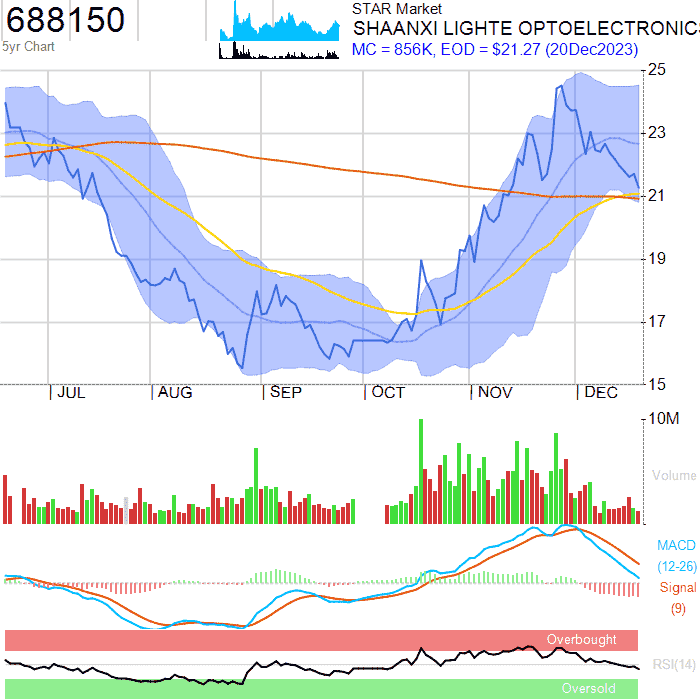 688150
5yr Chart
STAR Market
SHAANXI LIGHTE OPTOELECTRONICS
MC = 856K, EOD = $21.27 (20Dec2023)
25
23
21
19
17
15
JUL AUG SEP OCT NOV DEC
10M
Volume
MACD
(12-26)
Signal
(9)
Overbought
RSI(14)
Oversold